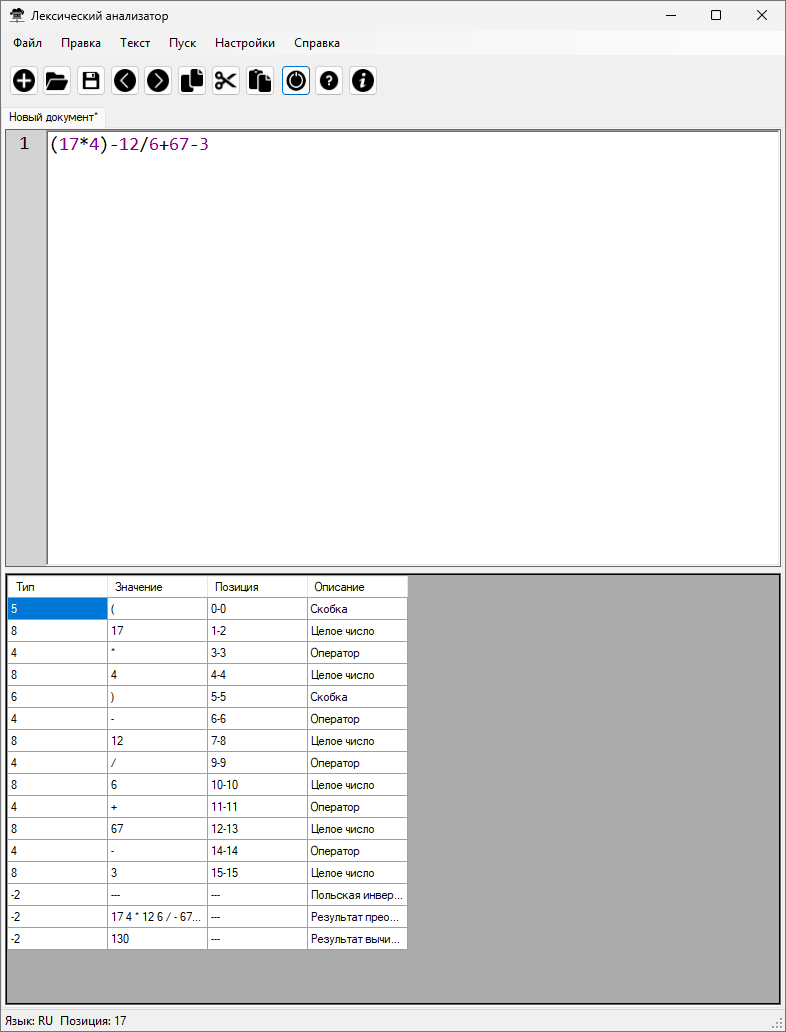 Лексический анализатор
Файл Правка Текст Пуск Настройки Справка
Новый документ*
1 (17*4)-12/6+67-3
Тип Значение Позиция Описание
5 ( 0-0 Скобка
8 17 1-2 Целое число
4 * 3-3 Оператор
8 4 4-4 Целое число
6 ) 5-5 Скобка
4 - 6-6 Оператор
8 12 7-8 Целое число
4 / 9-9 Оператор
8 6 10-10 Целое число
4 + 11-11 Оператор
8 67 12-13 Целое число
4 - 14-14 Оператор
8 3 15-15 Целое число
-2 --- --- Польская инвер...
-2 17 4 * 12 6 / - 67... --- Результат прео...
-2 130 --- Результат вычи...
Язык: RU Позиция: 17